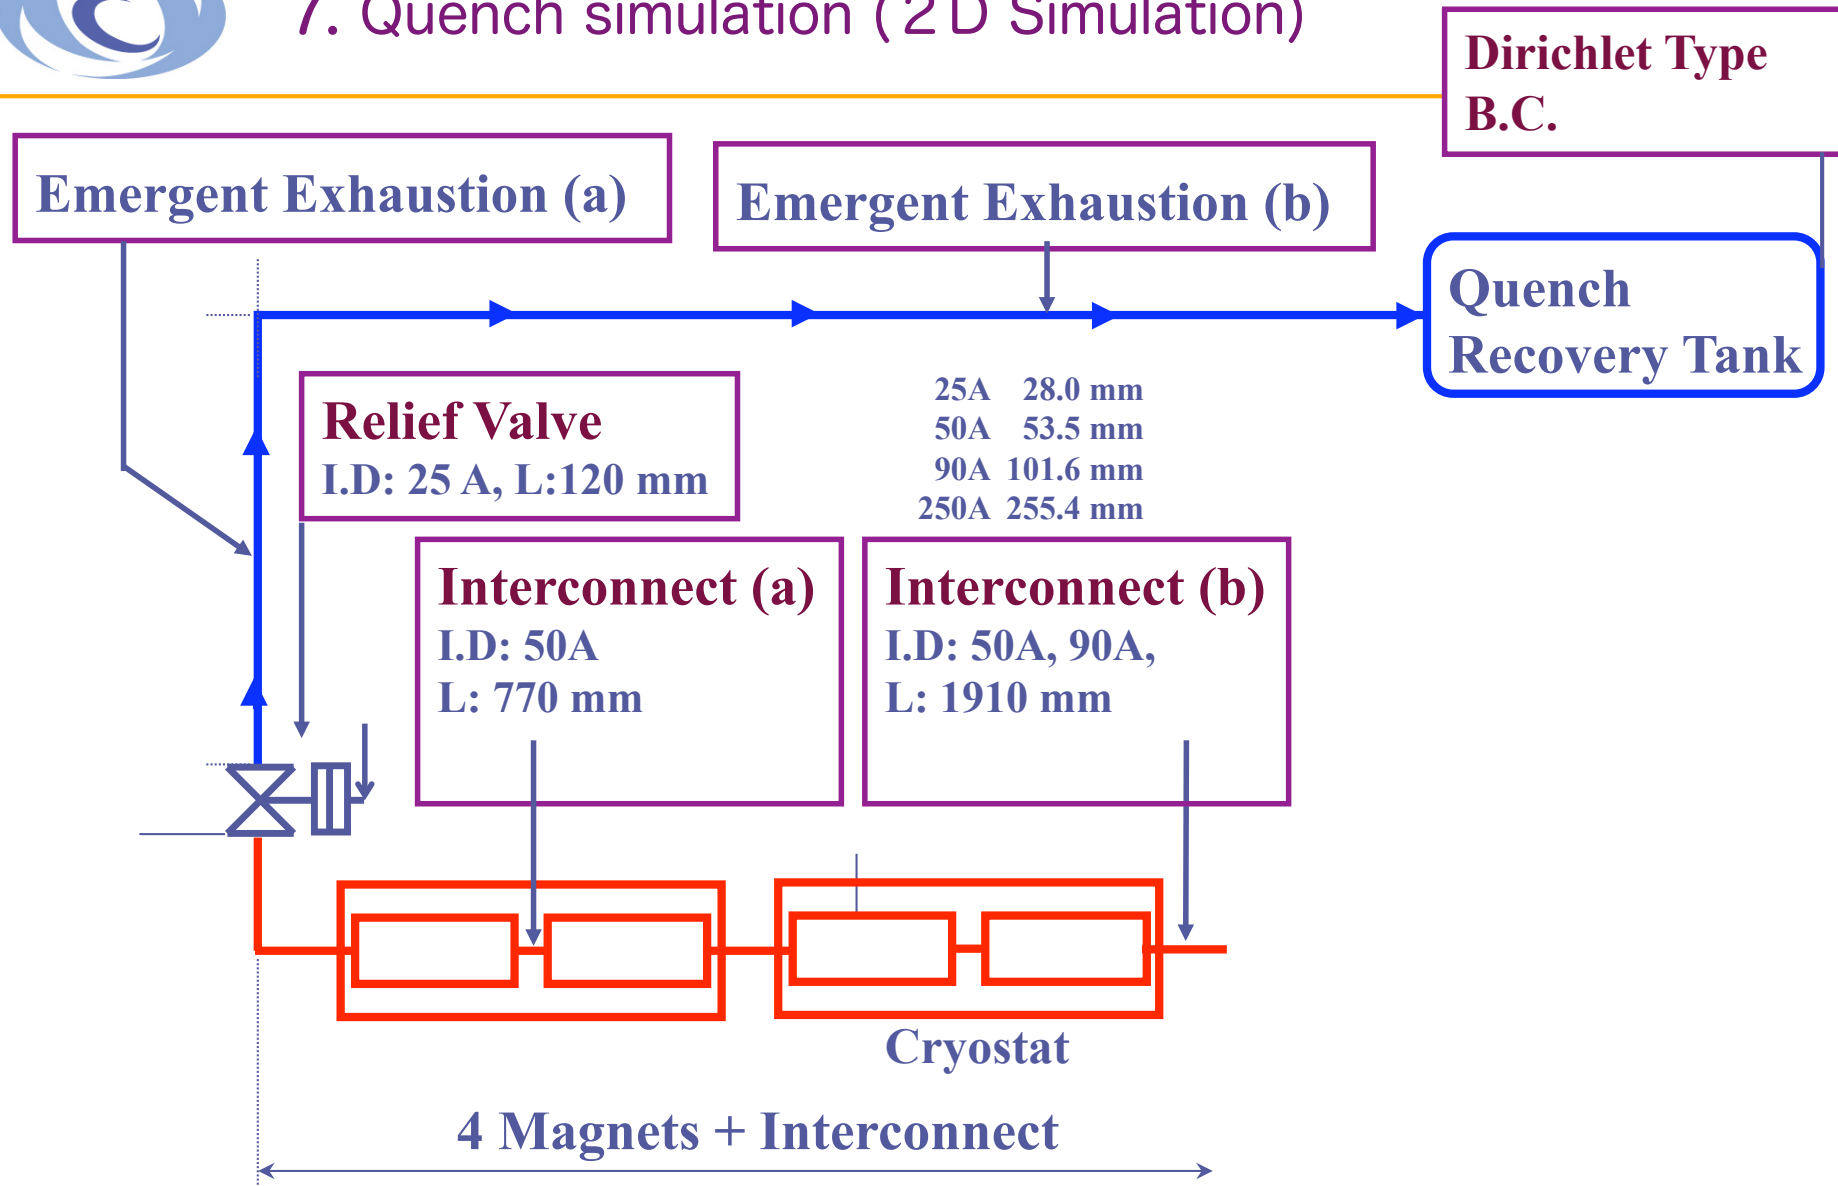 7. Quench simulation (2D Simulation)
Dirichlet Type
B.C.
Emergent Exhaustion (a)
Emergent Exhaustion (b)
Quench
Recovery Tank
Relief Valve
I.D: 25 A, L:120 mm
25A 28.0 mm
50A 53.5 mm
90A 101.6 mm
250A 255.4 mm
Interconnect (a)
I.D: 50A
L: 770 mm
Interconnect (b)
I.D: 50A, 90A,
L: 1910 mm
Cryostat
4 Magnets + Interconnect